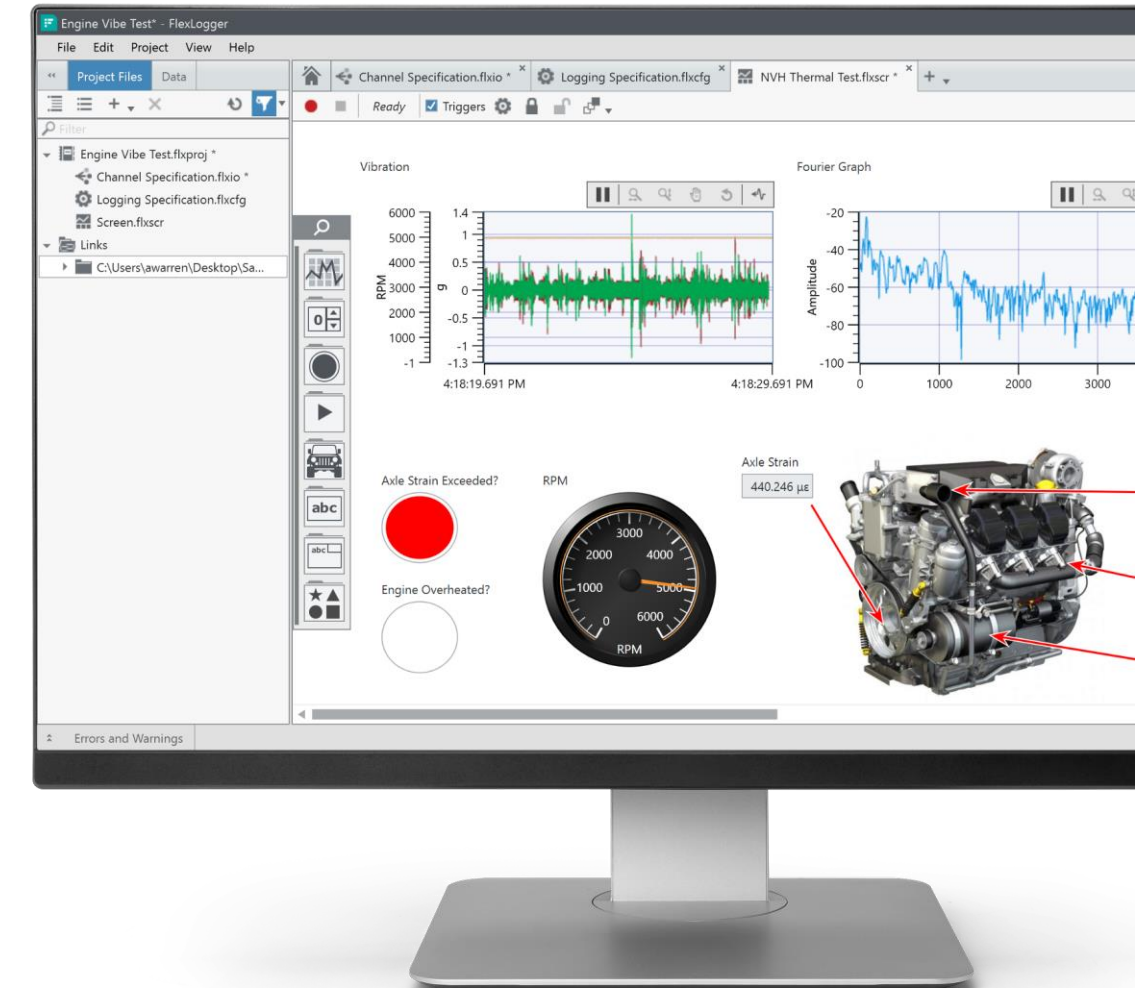 Engine Vibe Test* - FlexLogger
File Edit Project View Help
Project Files Data
Channel Specification.flxio *
Logging Specification.flxcfg
NVH Thermal Test.flxscr *
Ready Triggers
Filter
Engine Vibe Test.flxproj *
Channel Specification.flxio *
Logging Specification.flxcfg
Screen.flxscr
Links
C:\Users\awarren\Desktop\Sa...
0
abc
abc
Vibration
RPM
6000
5000
4000
3000
2000
1000
-1
g
1.4
1
0.5
0
-0.5
-1
-1.3
4:18:19.691 PM 4:18:29.691 PM
Fourier Graph
Amplitude
-20
-40
-60
-80
-100
0 1000 2000 3000
Axle Strain Exceeded?
Engine Overheated?
RPM
0
1000
2000
3000
4000
5000
6000
RPM
Axle Strain
440.246 µε
Errors and Warnings